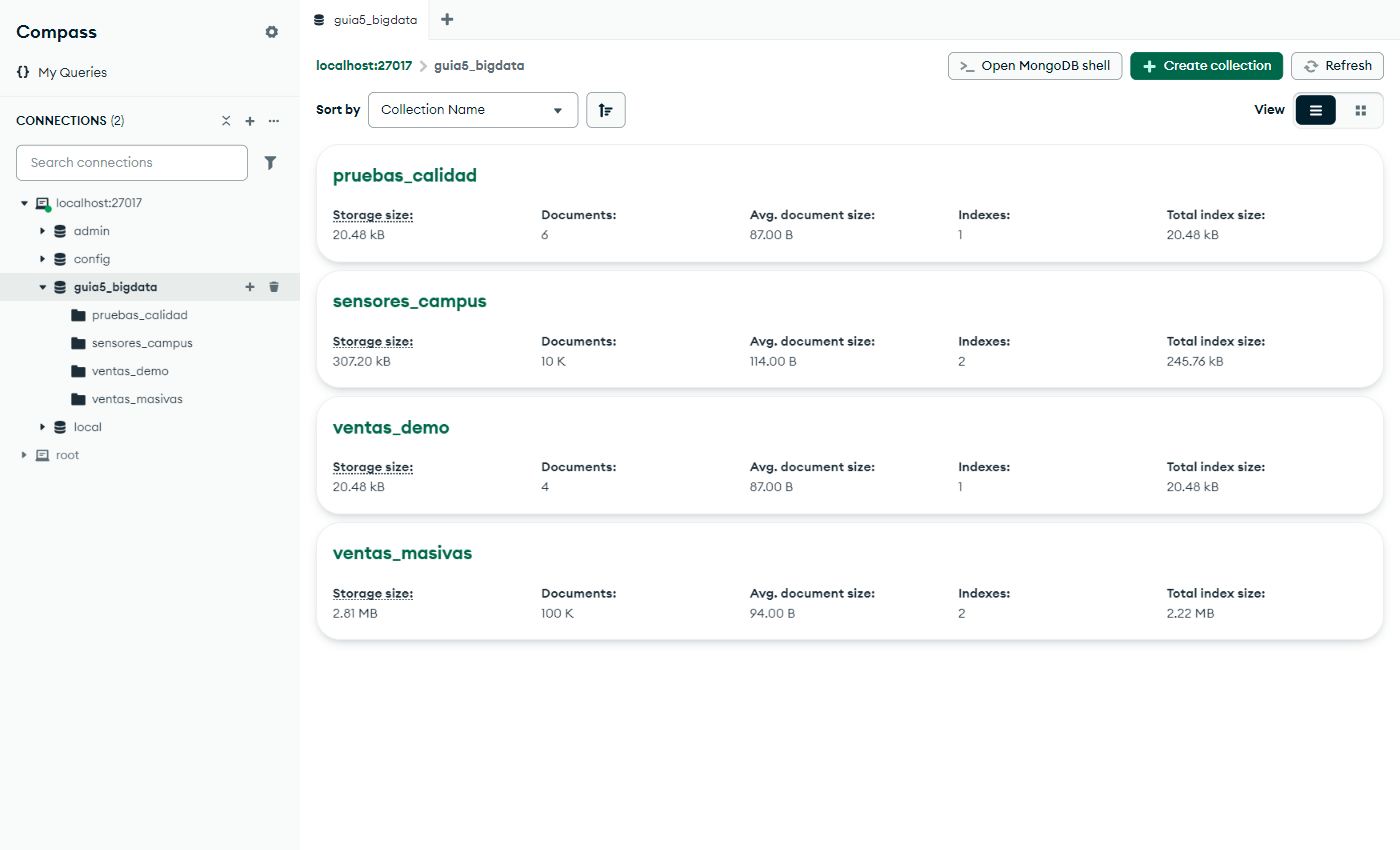 Compass
My Queries
CONNECTIONS (2)
Search connections
localhost:27017
admin
config
guia5_bigdata
pruebas_calidad
sensores_campus
ventas_demo
ventas_masivas
local
root
guia5_bigdata
localhost:27017 > guia5_bigdata
>_ Open MongoDB shell
+ Create collection
Refresh
Sort by Collection Name
View
pruebas_calidad
Storage size: Documents: Avg. document size: Indexes: Total index size:
20.48 kB 6 87.00 B 1 20.48 kB
sensores_campus
Storage size: Documents: Avg. document size: Indexes: Total index size:
307.20 kB 10 K 114.00 B 2 245.76 kB
ventas_demo
Storage size: Documents: Avg. document size: Indexes: Total index size:
20.48 kB 4 87.00 B 1 20.48 kB
ventas_masivas
Storage size: Documents: Avg. document size: Indexes: Total index size:
2.81 MB 100 K 94.00 B 2 2.22 MB